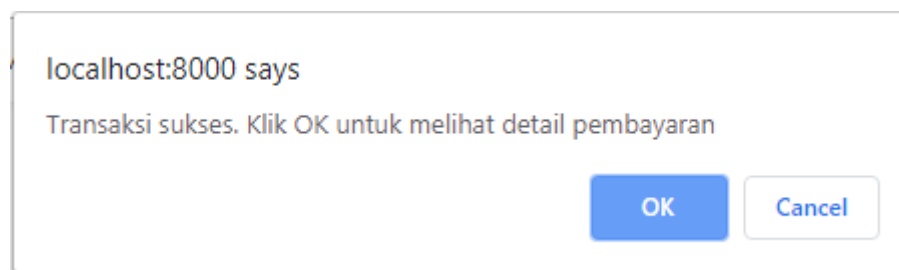 localhost:8000 says
Transaksi sukses. Klik OK untuk melihat detail pembayaran
OK Cancel